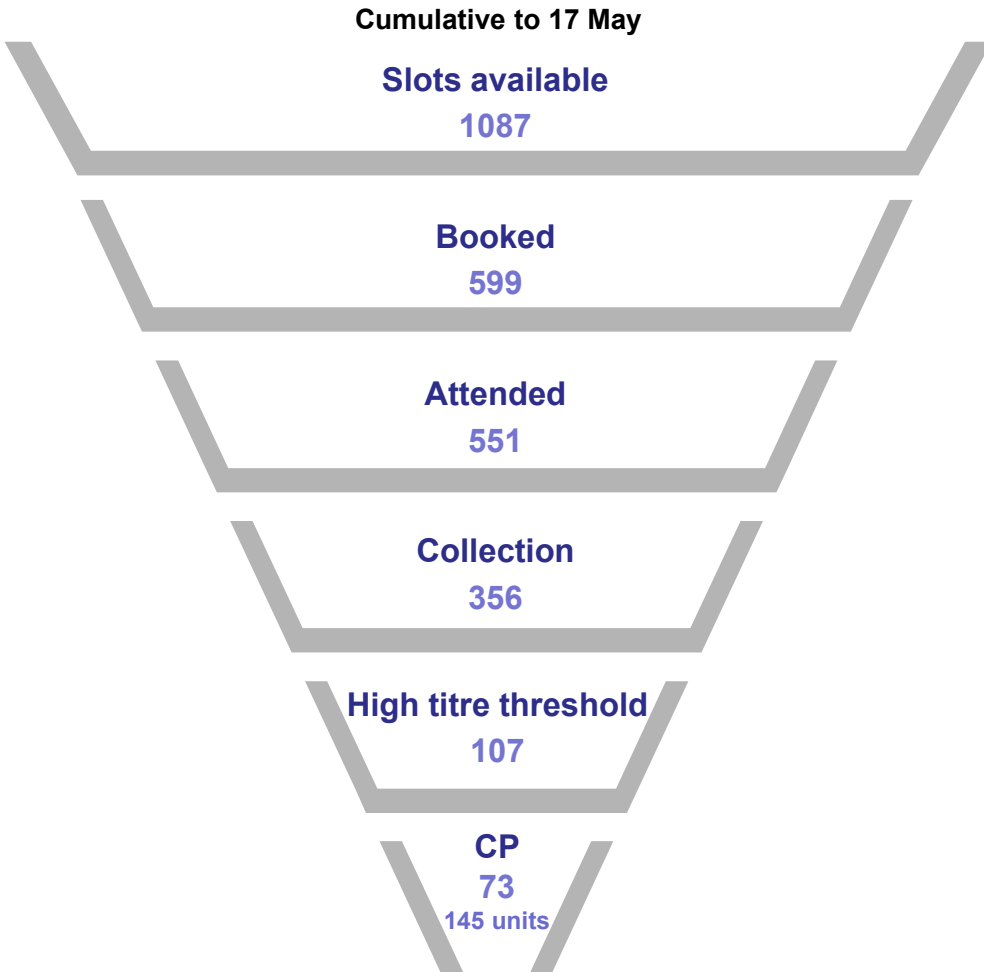 Cumulative to 17 May
Slots available
1087
Booked
599
Attended
551
Collection
356
High titre threshold
107
CP
73
145 units